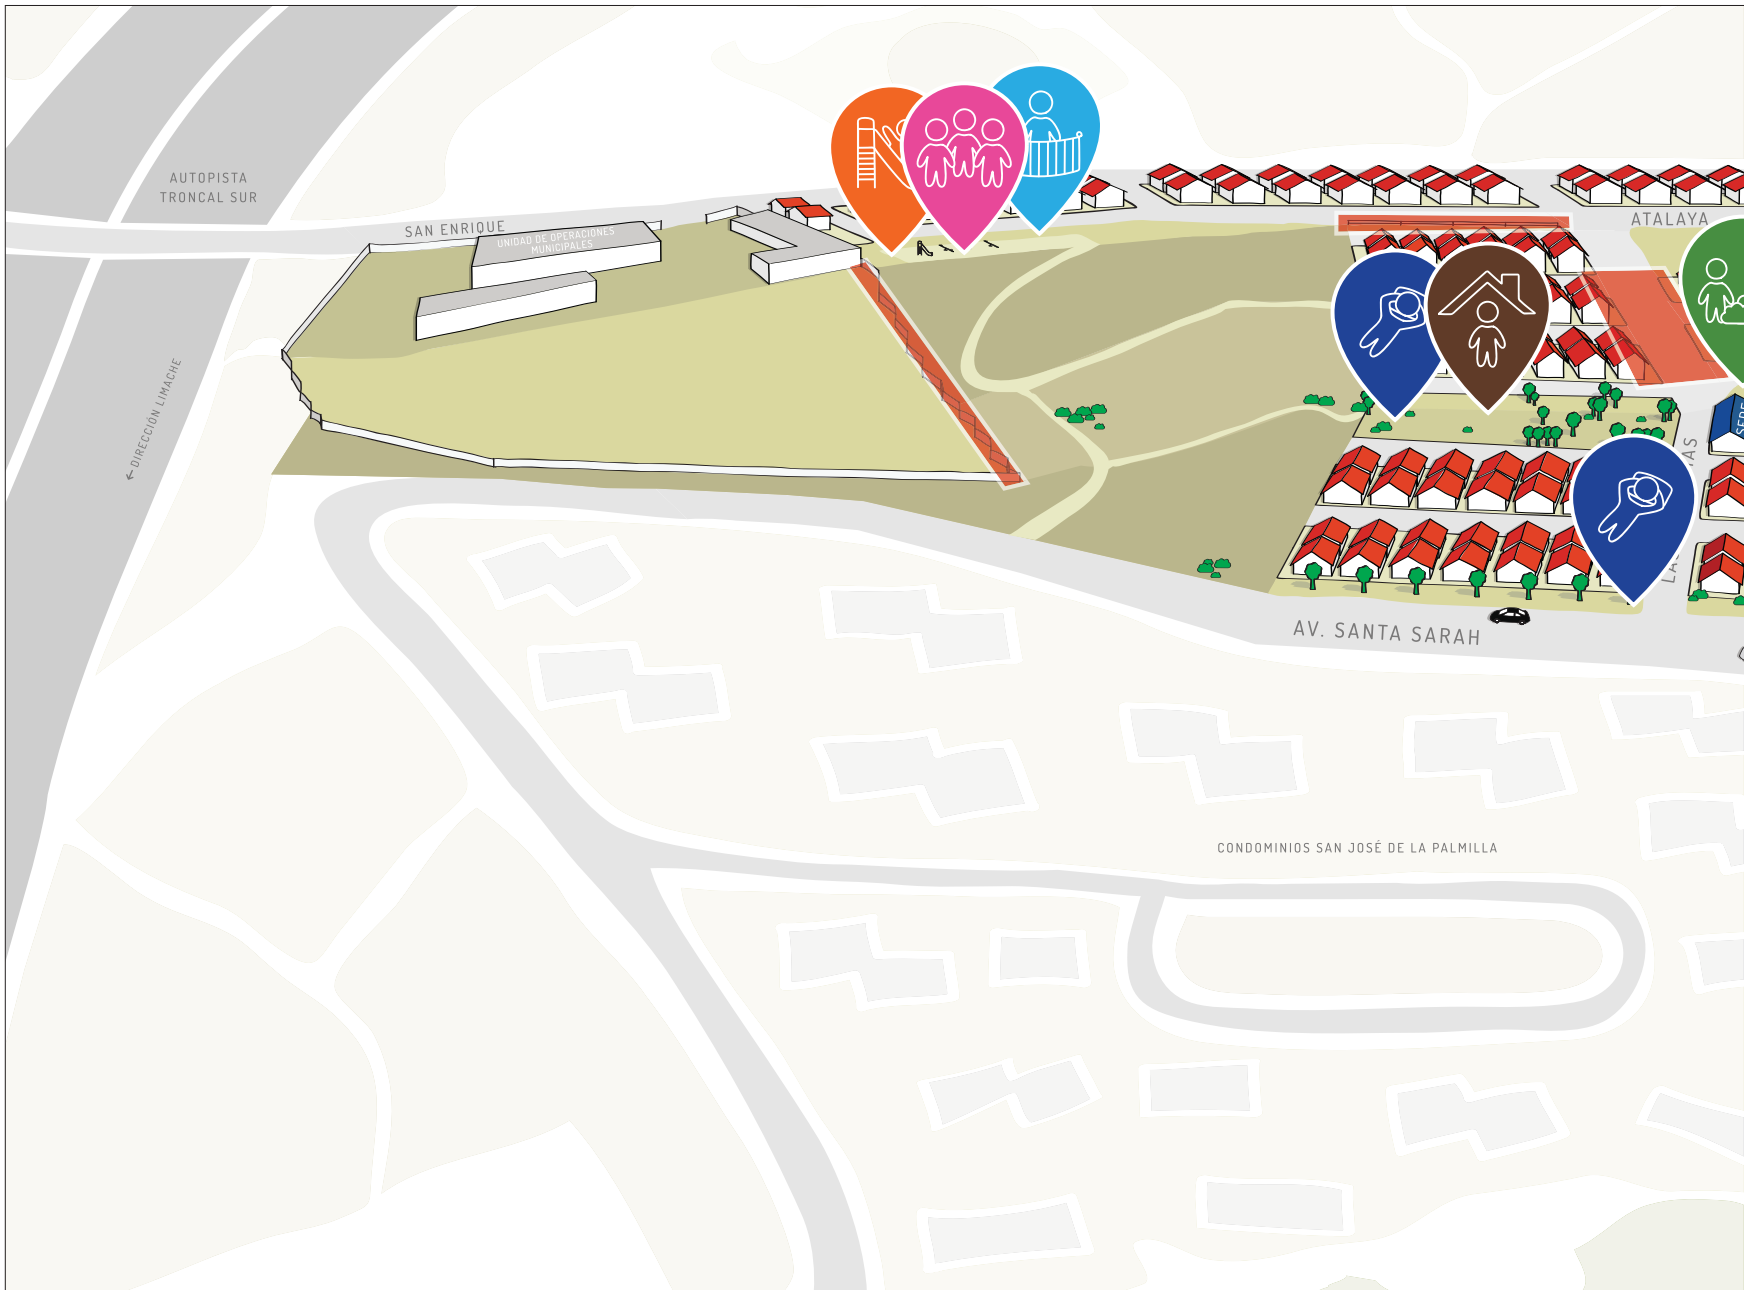 AUTOPISTA
TRONCAL SUR
SAN ENRIQUE
UNIDAD DE OPERACIONES
MUNICIPALES
ATALAYA
← DIRECCIÓN LIMACHE
AV. SANTA SARAH
CONDOMINIOS SAN JOSÉ DE LA PALMILLA